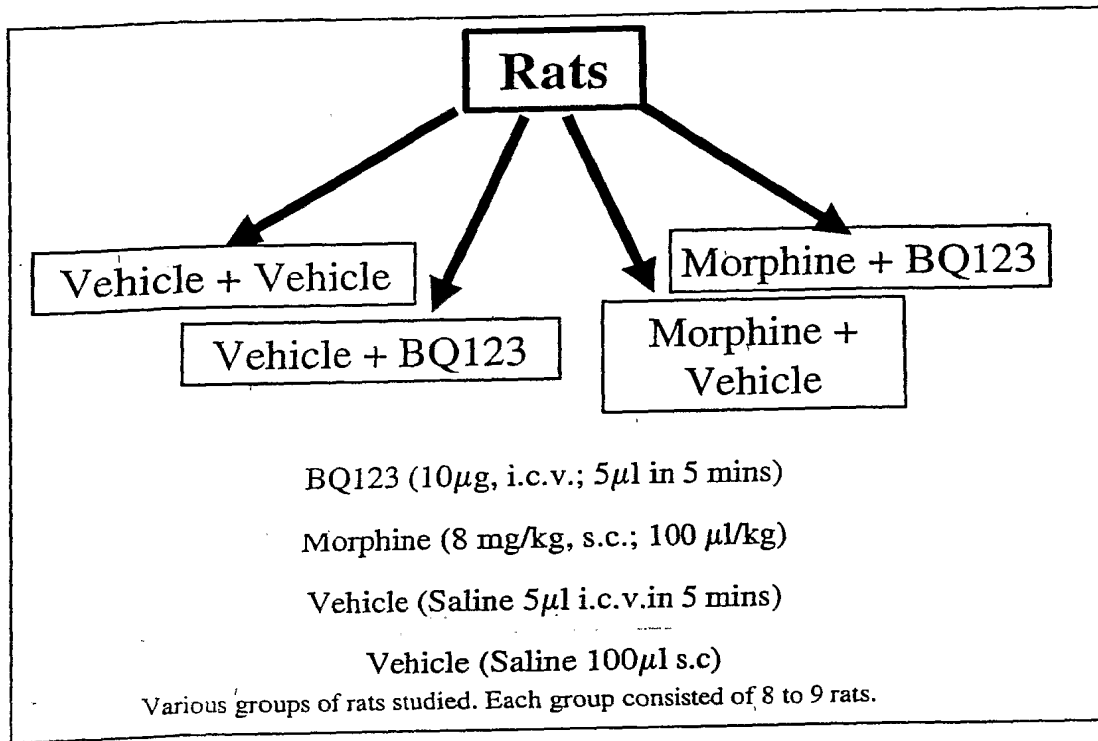 Rats
Vehicle + Vehicle
Vehicle + BQ123
Morphine + BQ123
Morphine +
Vehicle
BQ123 (10μg, i.c.v.; 5μl in 5 mins)
Morphine (8 mg/kg, s.c.; 100 μl/kg)
Vehicle (Saline 5μl i.c.v.in 5 mins)
Vehicle (Saline 100μl s.c)
Various groups of rats studied. Each group consisted of 8 to 9 rats.